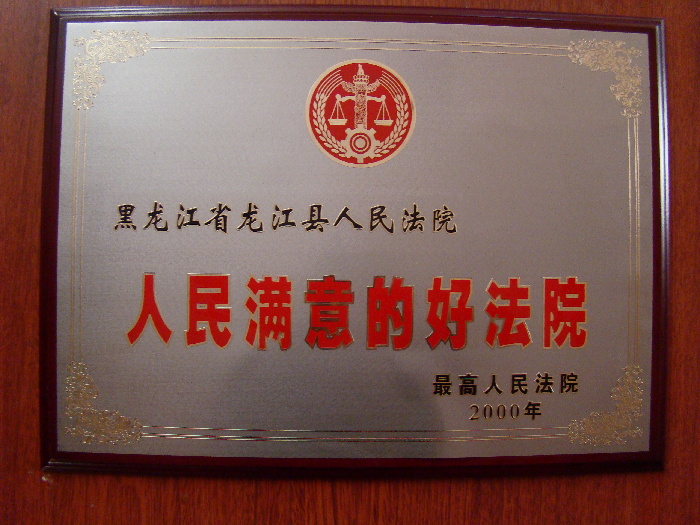 黑龙江省龙江县人民法院
人民满意的好法院
最高人民法院
2000年